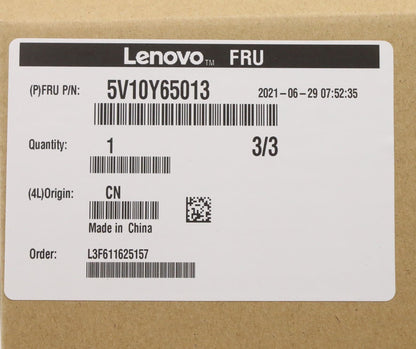 Lenovo™ FRU
(P)FRU P/N: 5V10Y65013 2021-06-29 07:52:35
Quantity: 1 3/3
(4L)Origin: CN
Made in China
Order: L3F611625157